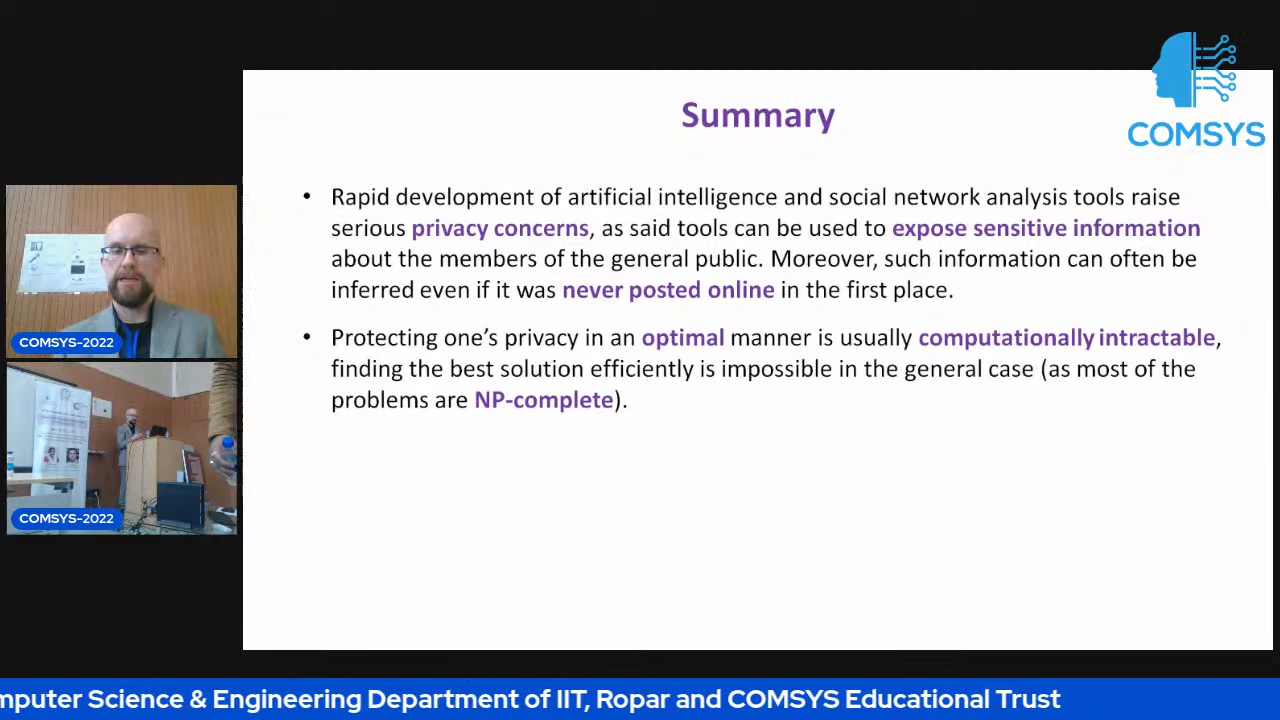 COMSYS
Summary
• Rapid development of artificial intelligence and social network analysis tools raise
serious privacy concerns, as said tools can be used to expose sensitive information
about the members of the general public. Moreover, such information can often be
inferred even if it was never posted online in the first place.
• Protecting one's privacy in an optimal manner is usually computationally intractable,
finding the best solution efficiently is impossible in the general case (as most of the
problems are NP-complete).
COMSYS-2022
COMSYS-2022
mputer Science & Engineering Department of IIT, Ropar and COMSYS Educational Trust